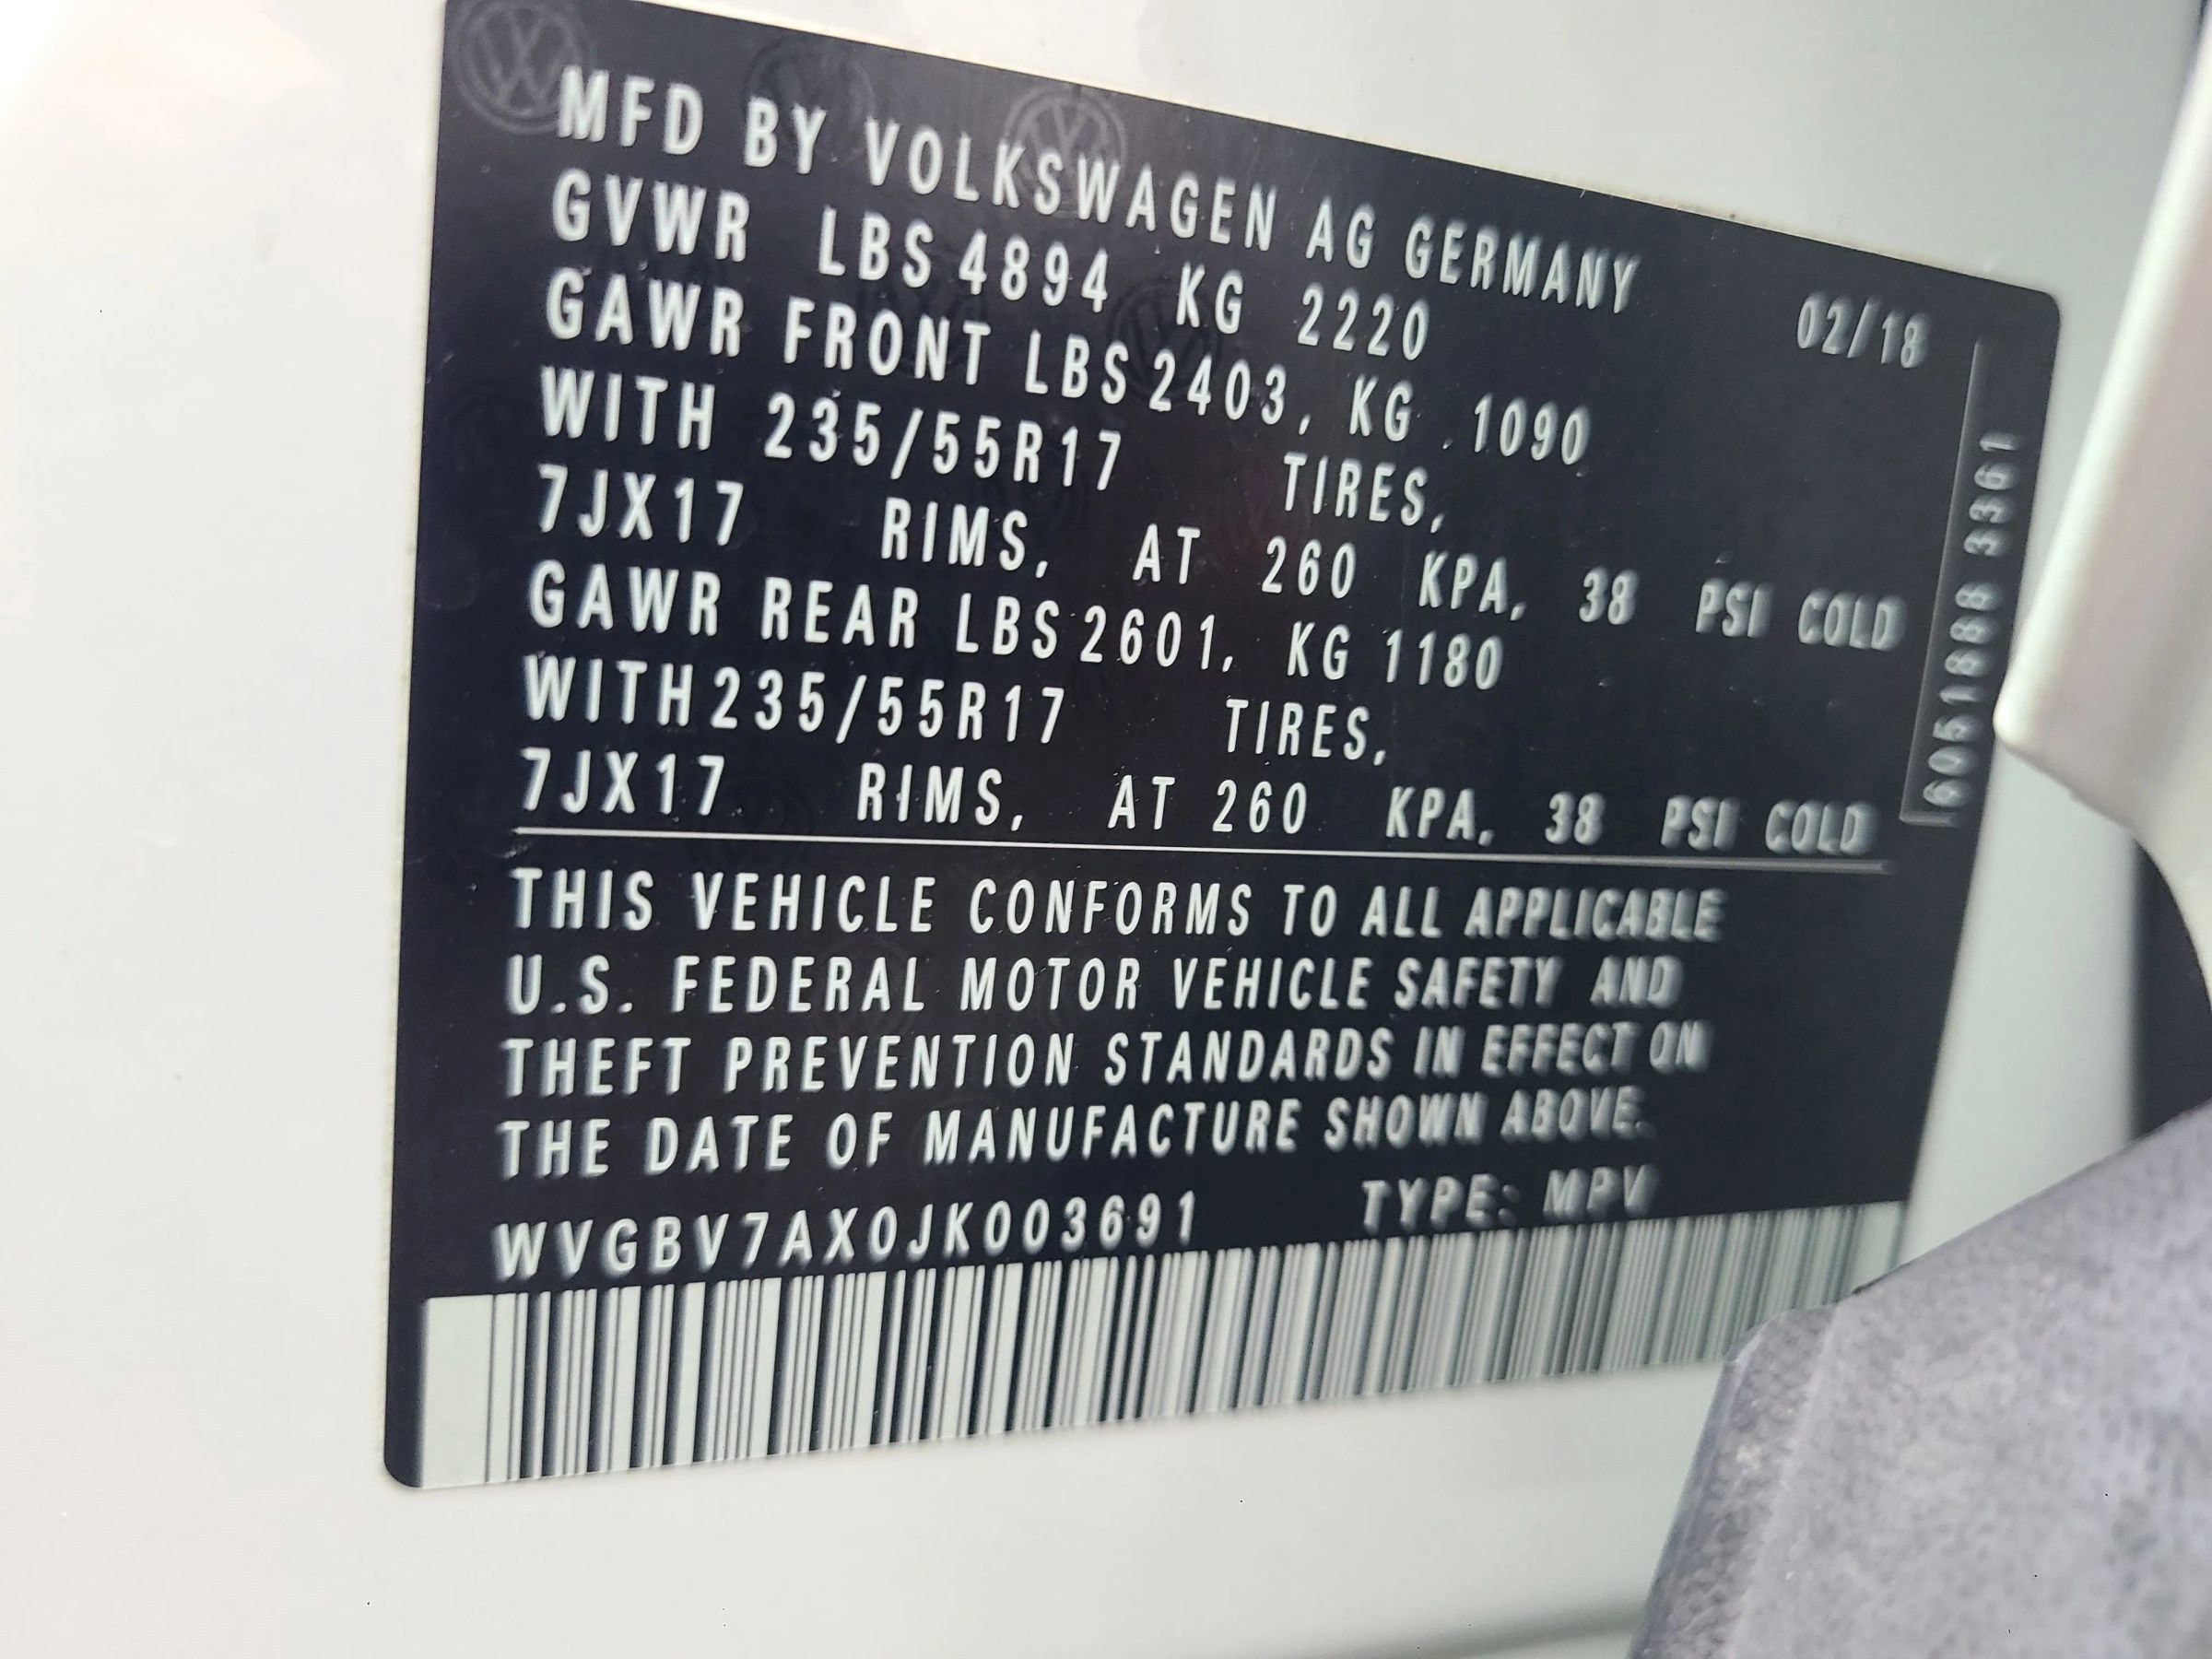 MFD BY VOLKSWAGEN AG GERMANY
GVWR LBS 4894 KG 2220 02/18
GAWR FRONT LBS 2403, KG 1090
WITH 235/55R17 TIRES,
7JX17 RIMS, AT 260 KPA, 38 PSI COLD
GAWR REAR LBS 2601, KG 1180
WITH 235/55R17 TIRES,
7JX17 RIMS, AT 260 KPA, 38 PSI COLD
THIS VEHICLE CONFORMS TO ALL APPLICABLE
U.S. FEDERAL MOTOR VEHICLE SAFETY AND
THEFT PREVENTION STANDARDS IN EFFECT ON
THE DATE OF MANUFACTURE SHOWN ABOVE.
WVGBV7AX0JK003691 TYPE: MPV